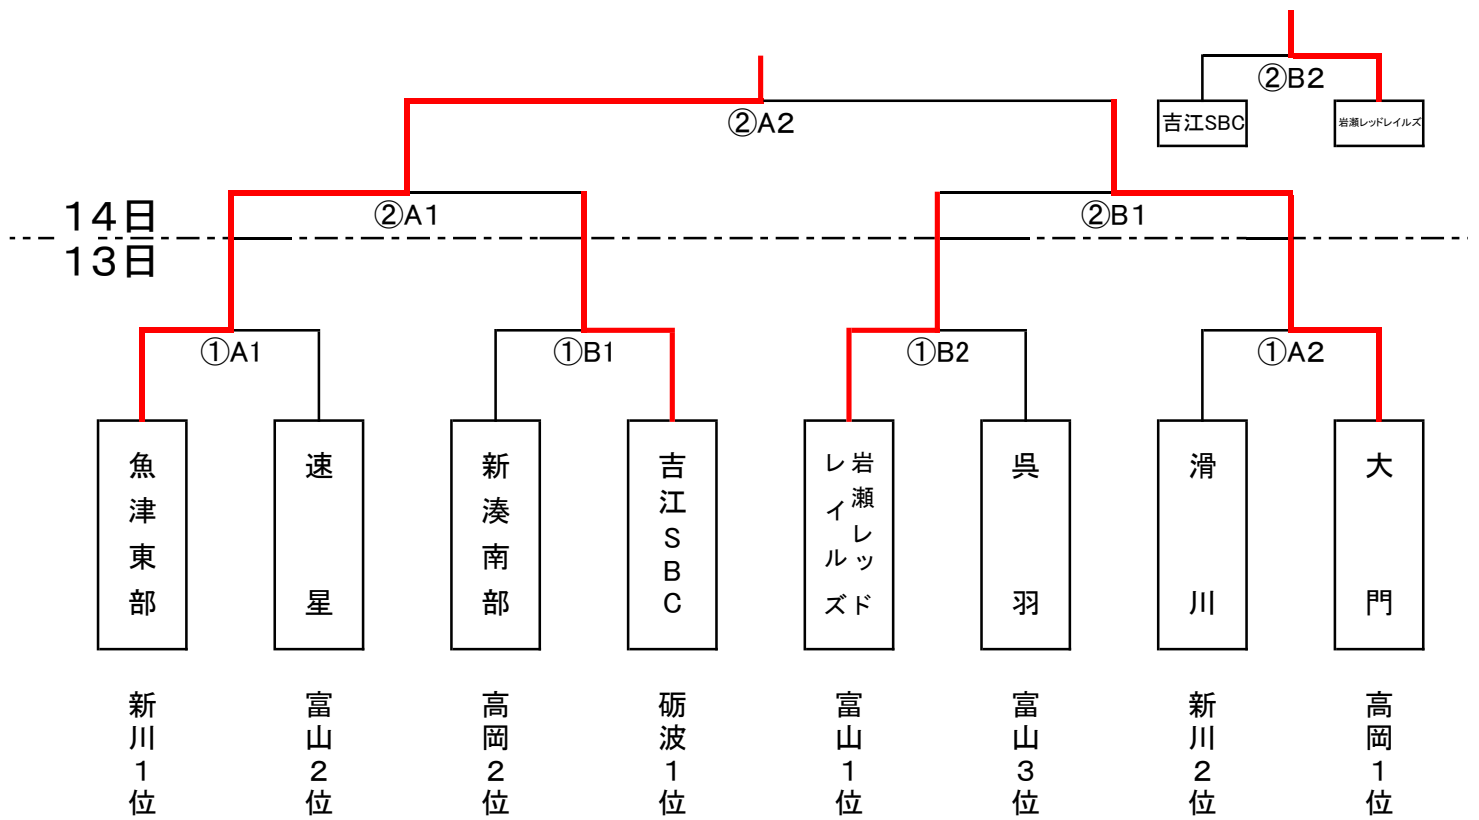 ②B2
吉江SBC
岩瀬レッドレイルズ
②A2
14日
②A1
②B1
13日
①A1
①B1
①B2
①A2
魚津東部
速星
新湊南部
吉江SBC
岩瀬レッド
レイルズ
呉羽
滑川
大門
新川1位
富山2位
高岡2位
砺波1位
富山1位
富山3位
新川2位
高岡1位